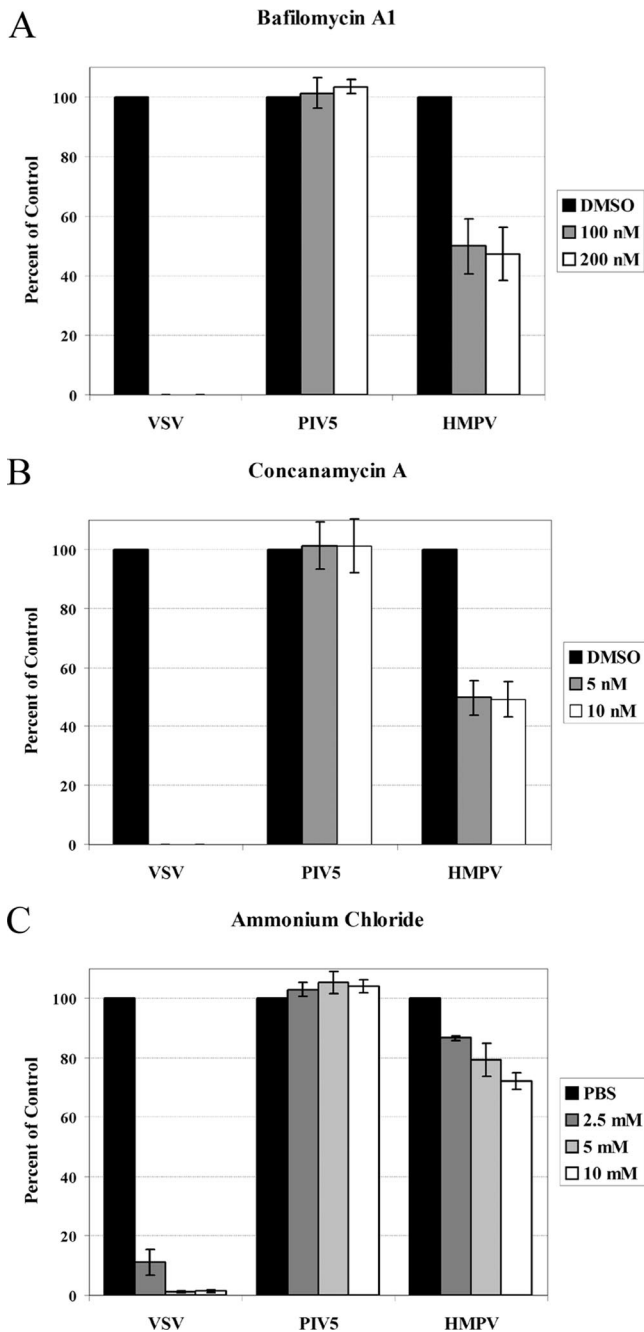 A
Bafilomycin A1
Percent of Control
100
80
60
40
20
0
VSV PIV5 HMPV
DMSO
100 nM
200 nM
B
Concanamycin A
Percent of Control
100
80
60
40
20
0
VSV PIV5 HMPV
DMSO
5 nM
10 nM
C
Ammonium Chloride
Percent of Control
100
80
60
40
20
0
VSV PIV5 HMPV
PBS
2.5 mM
5 mM
10 mM